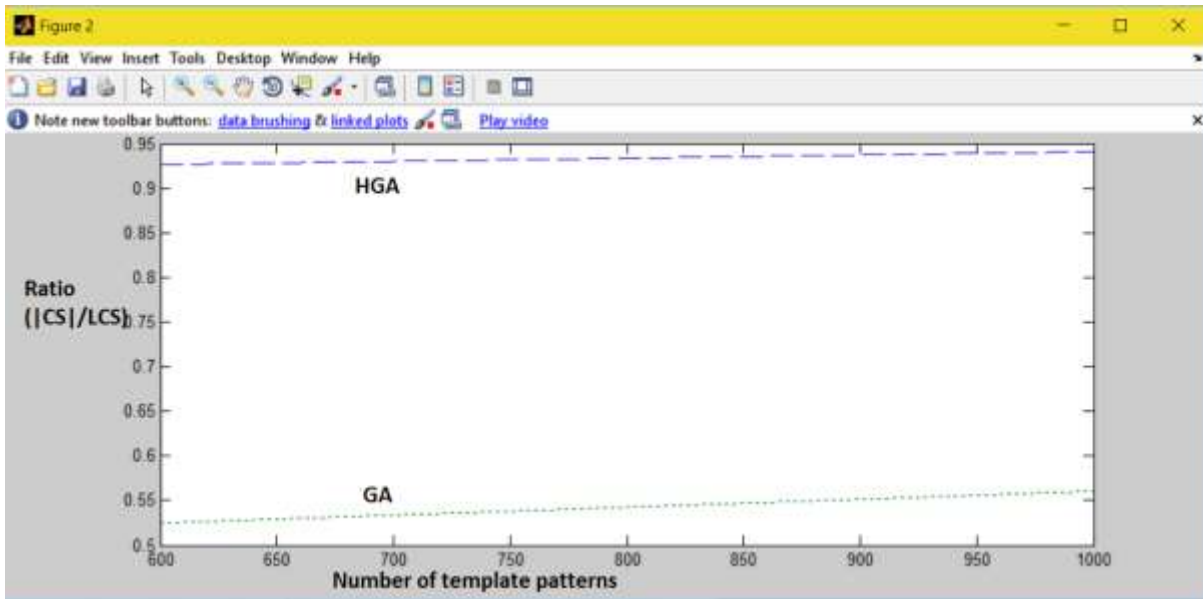 Figure 2
File Edit View Insert Tools Desktop Window Help
Note new toolbar buttons: data brushing & linked plots Play video
0.95
HGA
0.9
0.85
0.8
Ratio
(|CS|/LCS)
0.75
0.7
0.65
0.6
GA
0.55
0.5
600 650 700 750 800 850 900 950 1000
Number of template patterns